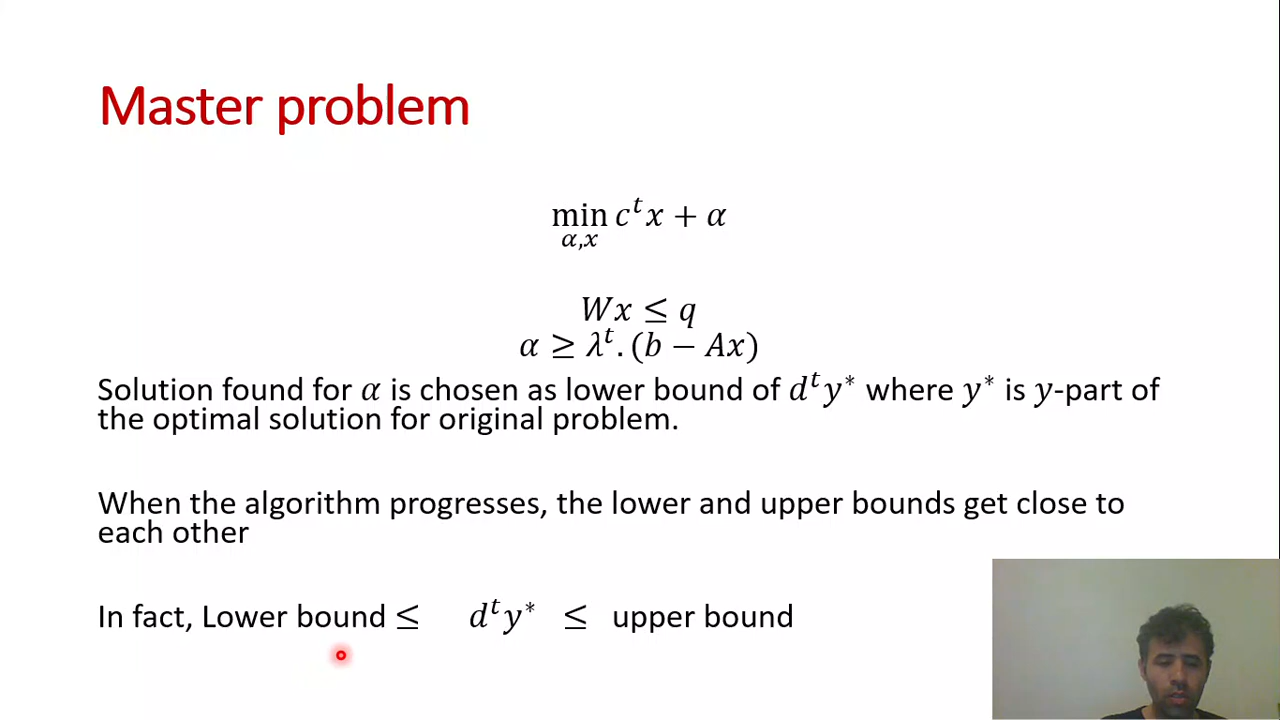 Master problem
min c^t x + α
α,x
Wx ≤ q
α ≥ λ^t.(b − Ax)
Solution found for α is chosen as lower bound of d^t y* where y* is y-part of
the optimal solution for original problem.
When the algorithm progresses, the lower and upper bounds get close to
each other
In fact, Lower bound ≤ d^t y* ≤ upper bound